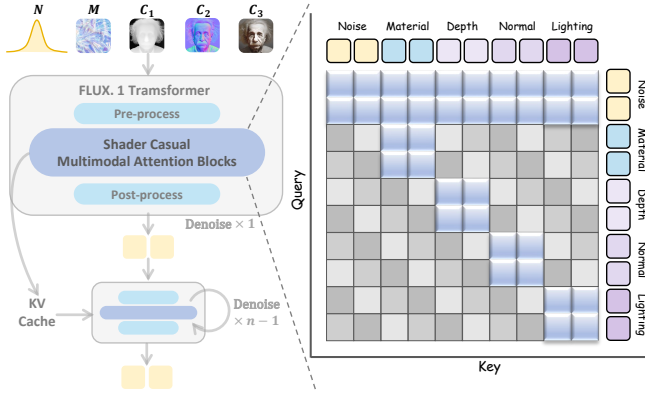 N M C1 C2 C3
FLUX. 1 Transformer
Pre-process
Shader Casual
Multimodal Attention Blocks
Post-process
Denoise × 1
KV
Cache
Denoise
× n − 1
Noise Material Depth Normal Lighting
Query
Noise
Material
Depth
Normal
Lighting
Key